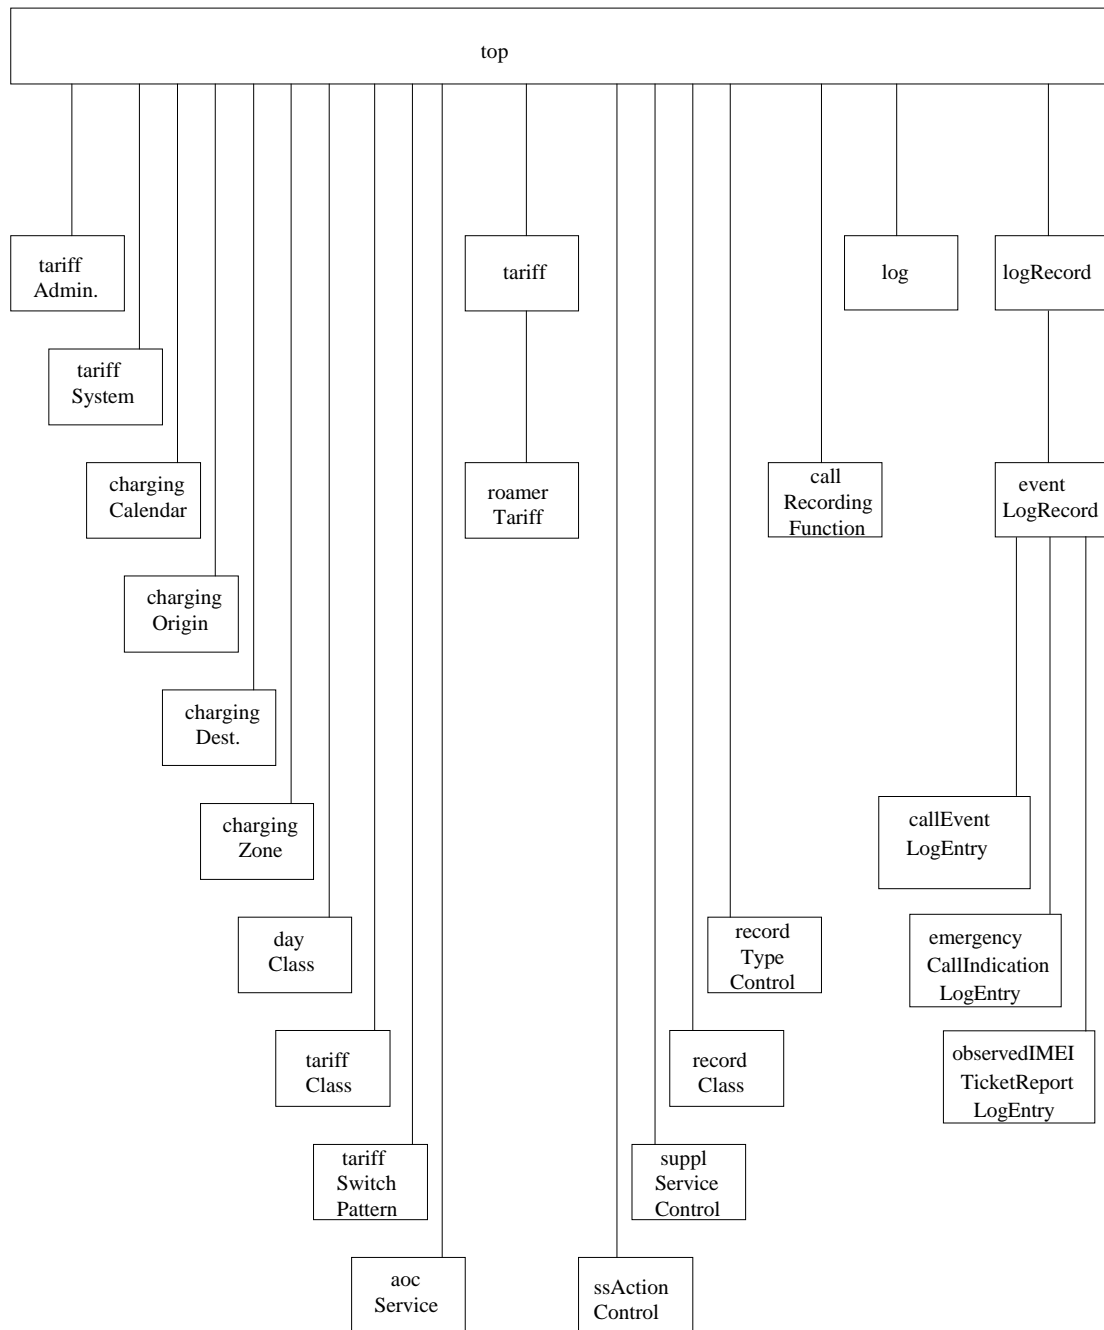 top
tariff
Admin.
tariff
log
logRecord
tariff
System
charging
Calendar
roamer
Tariff
call
Recording
Function
event
LogRecord
charging
Origin
charging
Dest.
charging
Zone
callEvent
LogEntry
day
Class
record
Type
Control
emergency
CallIndication
LogEntry
tariff
Class
record
Class
observedIMEI
TicketReport
LogEntry
tariff
Switch
Pattern
suppl
Service
Control
aoc
Service
ssAction
Control